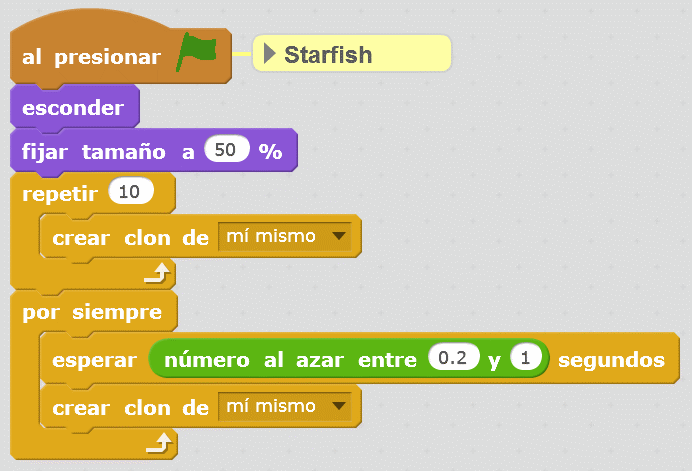 al presionar Starfish
esconder
fijar tamaño a 50 %
repetir 10
crear clon de mí mismo
por siempre
esperar número al azar entre 0.2 y 1 segundos
crear clon de mí mismo